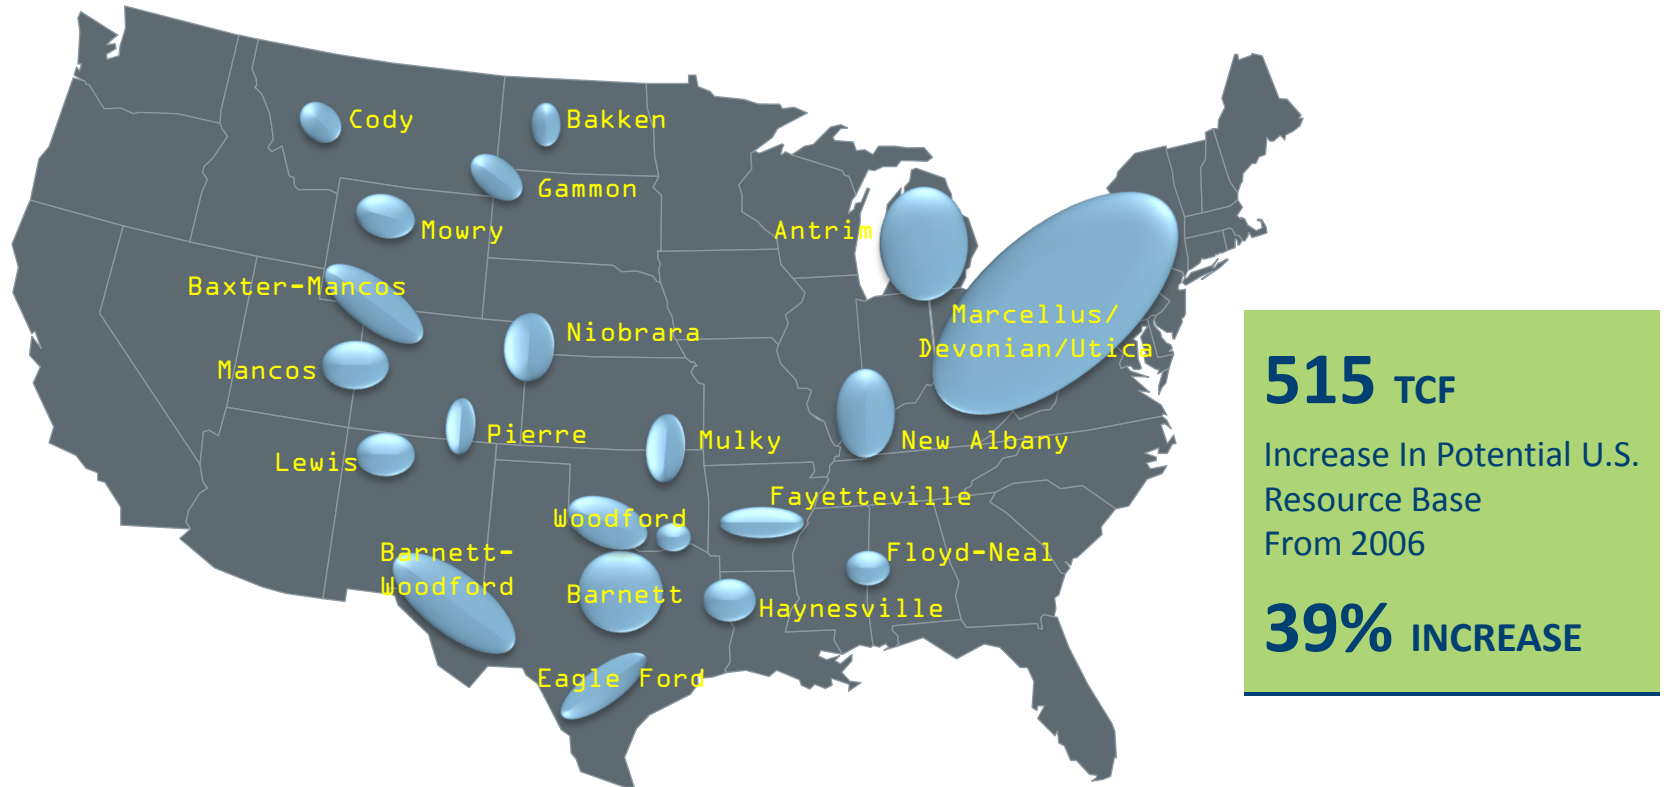 Cody
Bakken
Gammon
Mowry
Antrim
Baxter-Mancos
Marcellus/
Devonian/Utica
Niobrara
Mancos
Pierre
Mulky
New Albany
Lewis
Fayetteville
Woodford
Barnett-
Woodford
Floyd-Neal
Barnett
Haynesville
Eagle Ford
515 TCF
Increase In Potential U.S.
Resource Base
From 2006
39% INCREASE